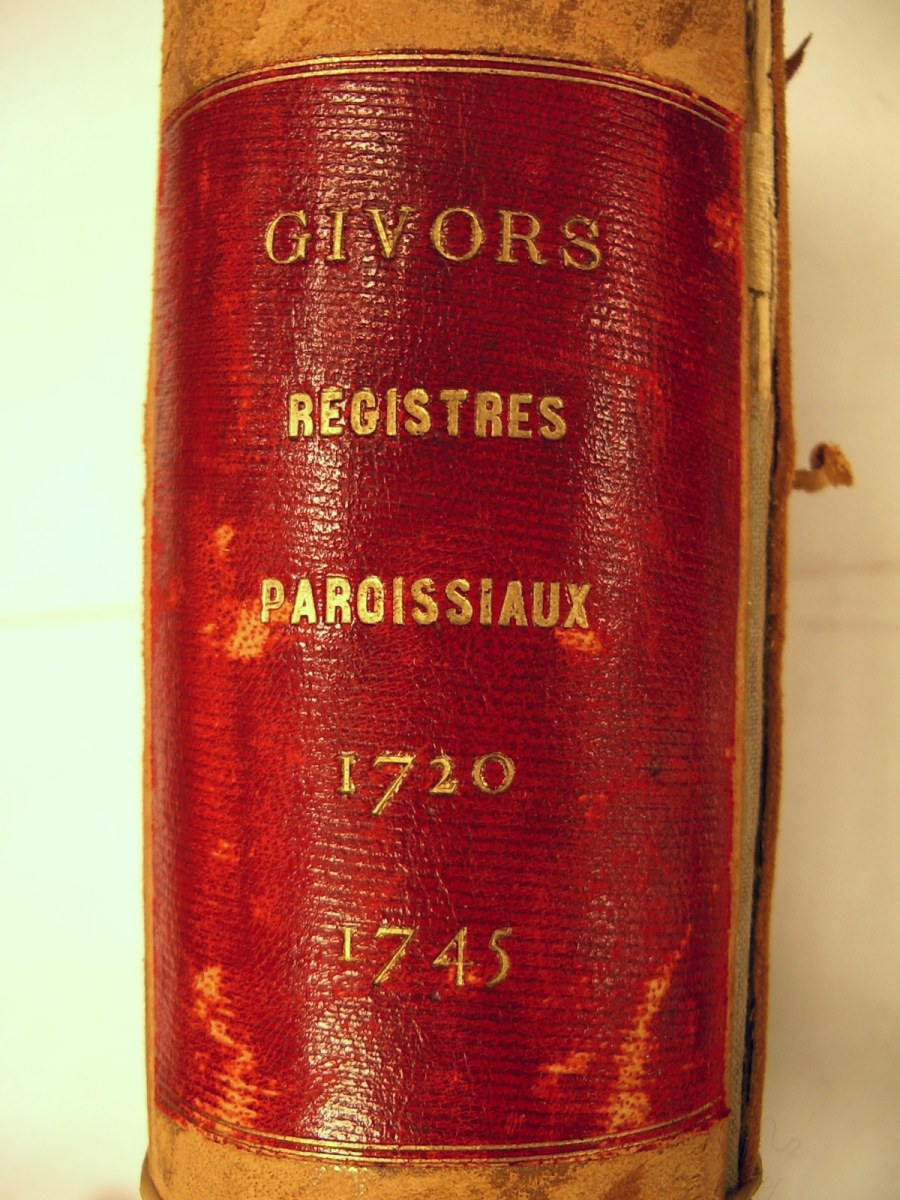 GIVORS
REGISTRES
PAROISSIAUX
1720
1745